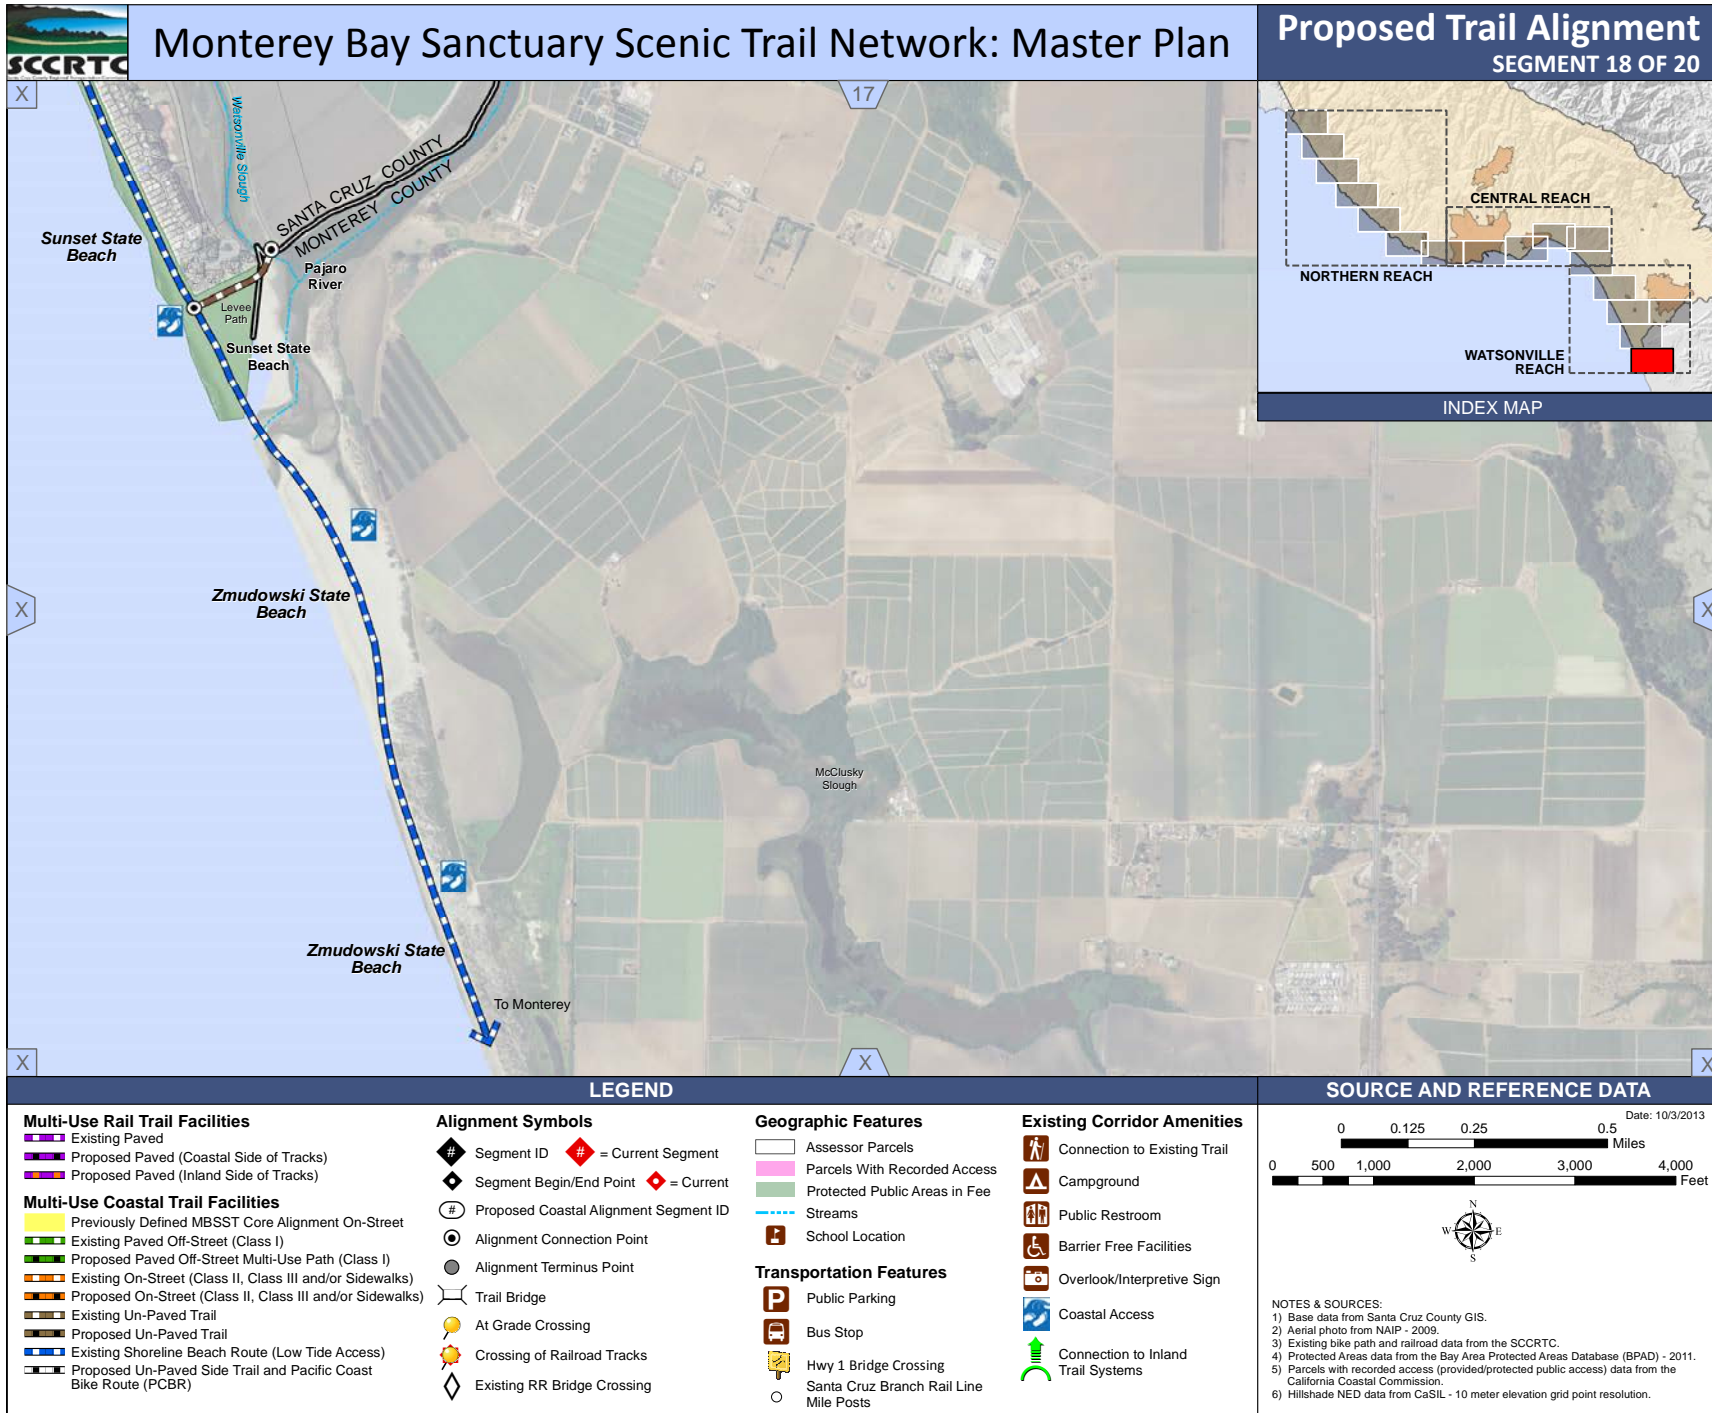 SCCRTC
Monterey Bay Sanctuary Scenic Trail Network: Master Plan
Proposed Trail Alignment
SEGMENT 18 OF 20
X
17
Watsonville Slough
SANTA CRUZ COUNTY
MONTEREY COUNTY
Sunset State
Beach
Pajaro
River
Levee
Path
Sunset State
Beach
CENTRAL REACH
NORTHERN REACH
WATSONVILLE
REACH
INDEX MAP
X
Zmudowski State
Beach
X
McClusky
Slough
Zmudowski State
Beach
To Monterey
X
X
X
LEGEND
Multi-Use Rail Trail Facilities
Existing Paved
Proposed Paved (Coastal Side of Tracks)
Proposed Paved (Inland Side of Tracks)
Multi-Use Coastal Trail Facilities
Previously Defined MBSST Core Alignment On-Street
Existing Paved Off-Street (Class I)
Proposed Paved Off-Street Multi-Use Path (Class I)
Existing On-Street (Class II, Class III and/or Sidewalks)
Proposed On-Street (Class II, Class III and/or Sidewalks)
Existing Un-Paved Trail
Proposed Un-Paved Trail
Existing Shoreline Beach Route (Low Tide Access)
Proposed Un-Paved Side Trail and Pacific Coast
Bike Route (PCBR)
Alignment Symbols
# Segment ID # = Current Segment
Segment Begin/End Point = Current
# Proposed Coastal Alignment Segment ID
Alignment Connection Point
Alignment Terminus Point
Trail Bridge
At Grade Crossing
Crossing of Railroad Tracks
Existing RR Bridge Crossing
Geographic Features
Assessor Parcels
Parcels With Recorded Access
Protected Public Areas in Fee
Streams
School Location
Transportation Features
P Public Parking
Bus Stop
Hwy 1 Bridge Crossing
Santa Cruz Branch Rail Line
Mile Posts
Existing Corridor Amenities
Connection to Existing Trail
Campground
Public Restroom
Barrier Free Facilities
Overlook/Interpretive Sign
Coastal Access
Connection to Inland
Trail Systems
SOURCE AND REFERENCE DATA
Date: 10/3/2013
0 0.125 0.25 0.5
Miles
0 500 1,000 2,000 3,000 4,000
Feet
N
W E
S
NOTES & SOURCES:
1) Base data from Santa Cruz County GIS.
2) Aerial photo from NAIP - 2009.
3) Existing bike path and railroad data from the SCCRTC.
4) Protected Areas data from the Bay Area Protected Areas Database (BPAD) - 2011.
5) Parcels with recorded access (provided/protected public access) data from the
California Coastal Commission.
6) Hillshade NED data from CaSIL - 10 meter elevation grid point resolution.